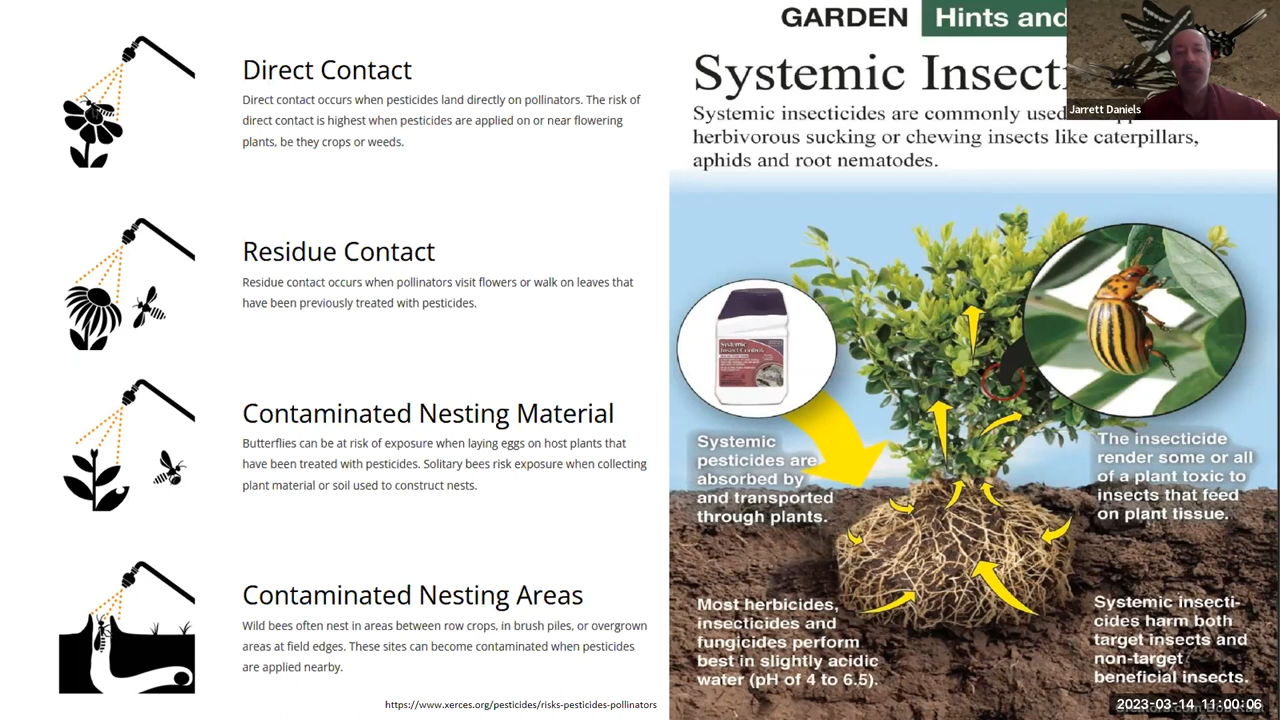 Direct Contact
Direct contact occurs when pesticides land directly on pollinators. The risk of
direct contact is highest when pesticides are applied on or near flowering
plants, be they crops or weeds.
Residue Contact
Residue contact occurs when pollinators visit flowers or walk on leaves that
have been previously treated with pesticides.
Contaminated Nesting Material
Butterflies can be at risk of exposure when laying eggs on host plants that
have been treated with pesticides. Solitary bees risk exposure when collecting
plant material or soil used to construct nests.
Contaminated Nesting Areas
Wild bees often nest in areas between row crops, in brush piles, or overgrown
areas at field edges. These sites can become contaminated when pesticides
are applied nearby.
https://www.xerces.org/pesticides/risks-pesticides-pollinators
GARDEN Hints and
Systemic Insecti
Jarrett Daniels
Systemic insecticides are commonly used
herbivorous sucking or chewing insects like caterpillars,
aphids and root nematodes.
Systemic
Insect Control
Systemic
pesticides are
absorbed by
and transported
through plants.
The insecticide
render some or all
of a plant toxic to
insects that feed
on plant tissue.
Most herbicides,
insecticides and
fungicides perform
best in slightly acidic
water (pH of 4 to 6.5).
Systemic insecti-
cides harm both
target insects and
non-target
beneficial insects.
2023-03-14 11:00:06